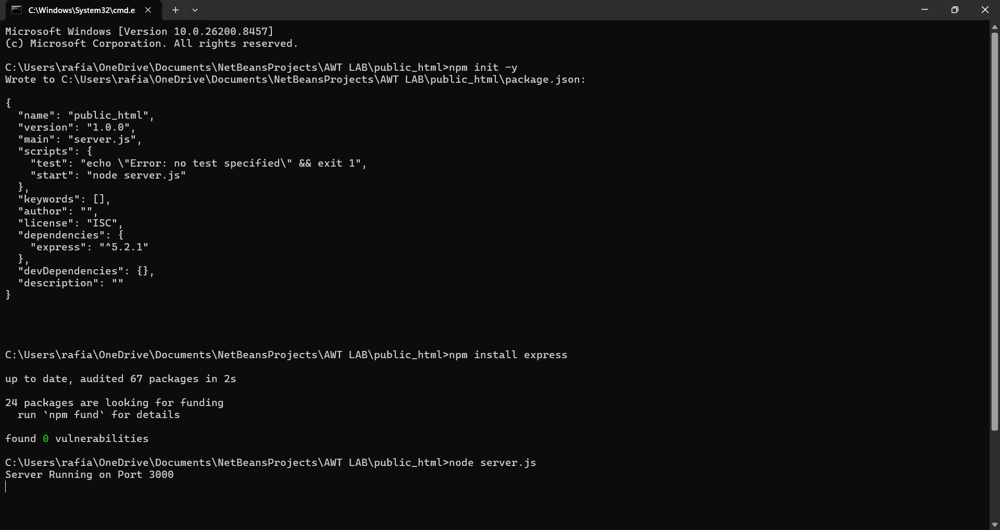 C:\Windows\System32\cmd.e
Microsoft Windows [Version 10.0.26200.8457]
(c) Microsoft Corporation. All rights reserved.
C:\Users\rafia\OneDrive\Documents\NetBeansProjects\AWT LAB\public_html>npm init -y
Wrote to C:\Users\rafia\OneDrive\Documents\NetBeansProjects\AWT LAB\public_html\package.json:
{
  "name": "public_html",
  "version": "1.0.0",
  "main": "server.js",
  "scripts": {
    "test": "echo \"Error: no test specified\" && exit 1",
    "start": "node server.js"
  },
  "keywords": [],
  "author": "",
  "license": "ISC",
  "dependencies": {
    "express": "^5.2.1"
  },
  "devDependencies": {},
  "description": ""
}
C:\Users\rafia\OneDrive\Documents\NetBeansProjects\AWT LAB\public_html>npm install express
up to date, audited 67 packages in 2s
24 packages are looking for funding
  run `npm fund` for details
found 0 vulnerabilities
C:\Users\rafia\OneDrive\Documents\NetBeansProjects\AWT LAB\public_html>node server.js
Server Running on Port 3000